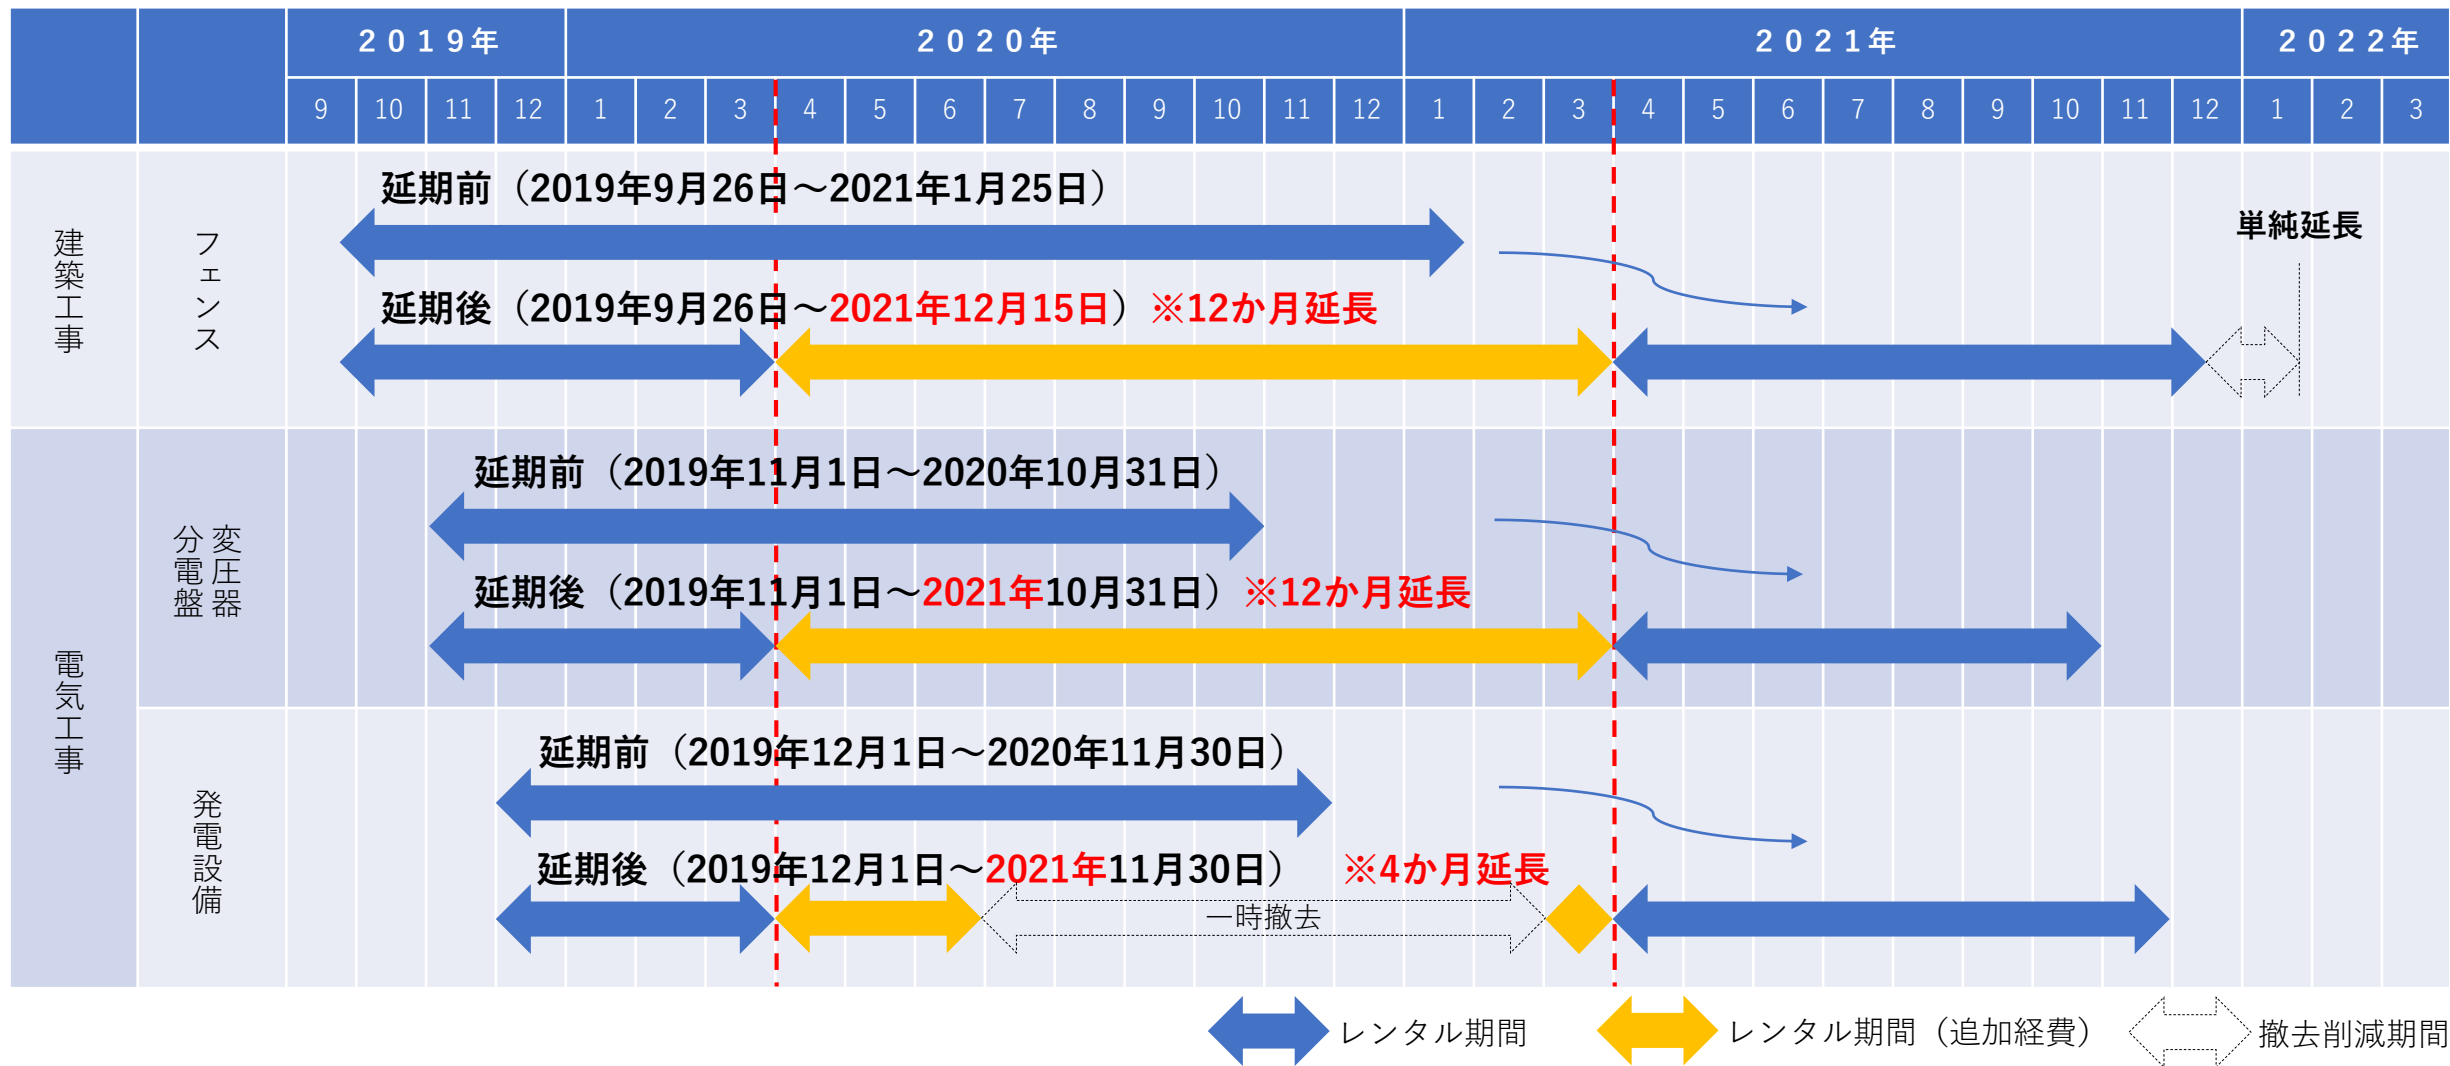 ２０１９年 ２０２０年 ２０２１年 ２０２２年
9 10 11 12 1 2 3 4 5 6 7 8 9 10 11 12 1 2 3 4 5 6 7 8 9 10 11 12 1 2 3
建築工事
フェンス
延期前（2019年9月26日～2021年1月25日）
単純延長
延期後（2019年9月26日～2021年12月15日）※12か月延長
電気工事
変圧器
分電盤
延期前（2019年11月1日～2020年10月31日）
延期後（2019年11月1日～2021年10月31日）※12か月延長
発電設備
延期前（2019年12月1日～2020年11月30日）
延期後（2019年12月1日～2021年11月30日） ※4か月延長
一時撤去
レンタル期間 レンタル期間（追加経費） 撤去削減期間